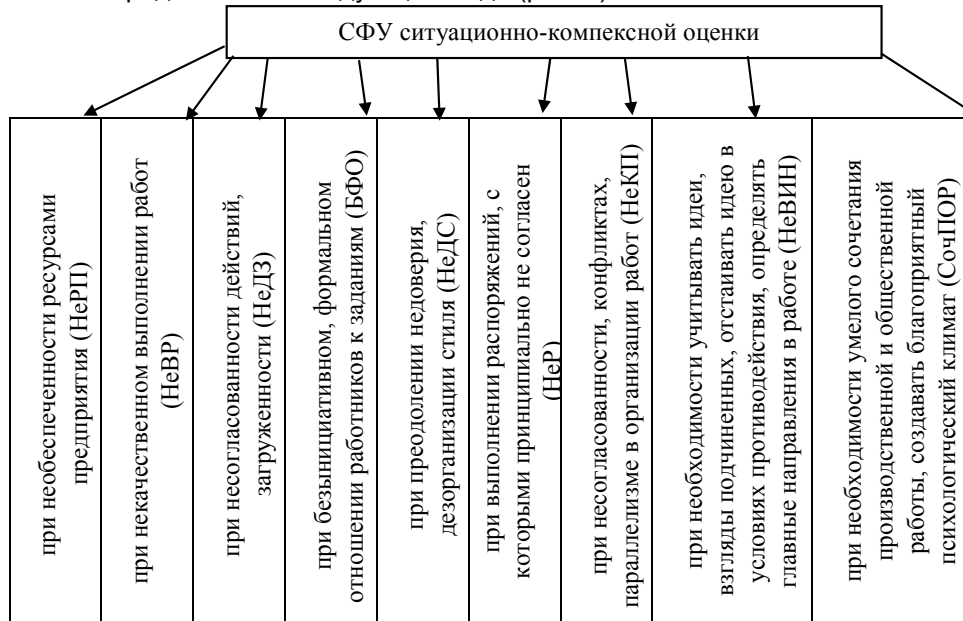 СФУ ситуационно-компексной оценки
при необеспеченности ресурсами
предприятия (НеРП)
при некачественном выполнении работ
(НеВР)
при несогласованности действий,
загруженности (НеДЗ)
при безынициативном, формальном
отношении работников к заданиям (БФО)
при преодолении недоверия,
дезорганизации стиля (НеДС)
при выполнении распоряжений, с
которыми принципиально не согласен
(НеР)
при несогласованности, конфликтах,
параллелизме в организации работ (НеКП)
при необходимости учитывать идеи,
взгляды подчиненных, отстаивать идею в
условиях противодействия, определять
главные направления в работе (НеВИН)
при необходимости умелого сочетания
производственной и общественной
работы, создавать благоприятный
психологический климат (СочПОР)